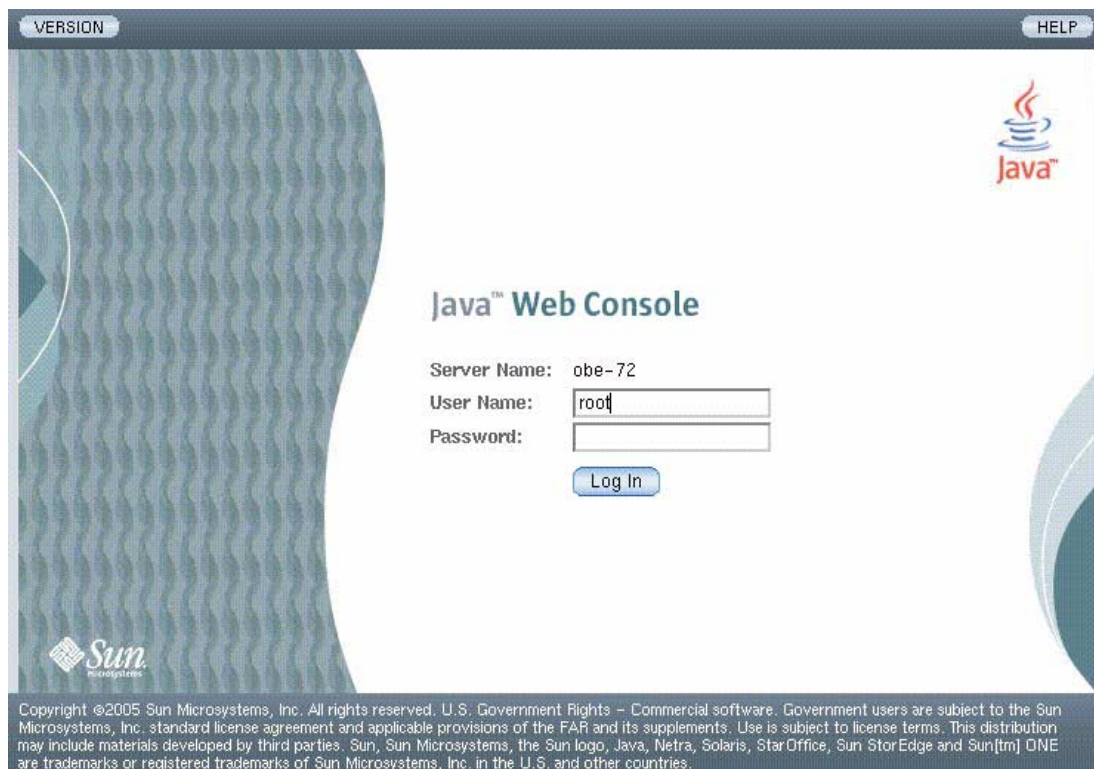 VERSION
HELP
Java™
Java™ Web Console
Server Name: obe-72
User Name: root
Password:
Log In
Sun
microsystems
Copyright ©2005 Sun Microsystems, Inc. All rights reserved. U.S. Government Rights - Commercial software. Government users are subject to the Sun
Microsystems, Inc. standard license agreement and applicable provisions of the FAR and its supplements. Use is subject to license terms. This distribution
may include materials developed by third parties. Sun, Sun Microsystems, the Sun logo, Java, Netra, Solaris, StarOffice, Sun StorEdge and Sun[tm] ONE
are trademarks or registered trademarks of Sun Microsystems, Inc. in the U.S. and other countries.